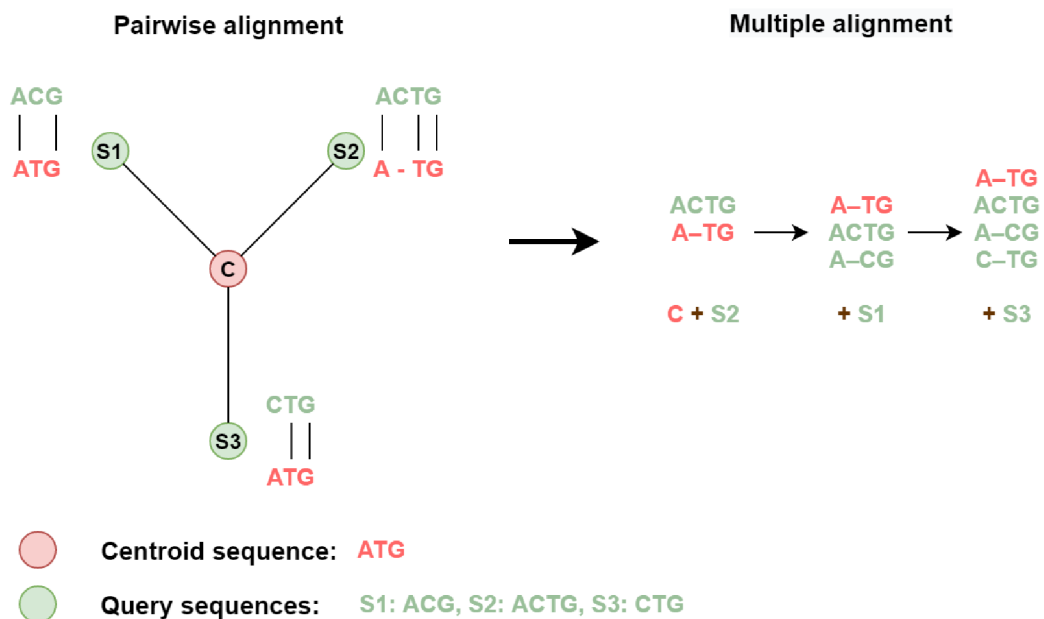 Pairwise alignment
Multiple alignment
ACG
ATG
S1
ACTG
A - TG
S2
C
CTG
ATG
S3
ACTG
A–TG
C + S2
A–TG
ACTG
A–CG
+ S1
A–TG
ACTG
A–CG
C–TG
+ S3
Centroid sequence: ATG
Query sequences: S1: ACG, S2: ACTG, S3: CTG